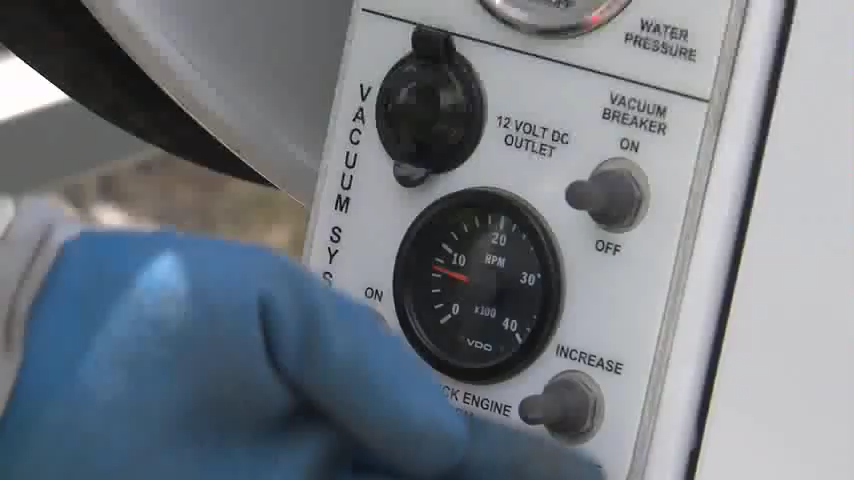 WATER
PRESSURE
VACUUM
BREAKER
ON
OFF
12 VOLT DC
OUTLET
VACUUM SYS
20
10
RPM
30
0
x100
40
VDO
ON
INCREASE
CK ENGINE